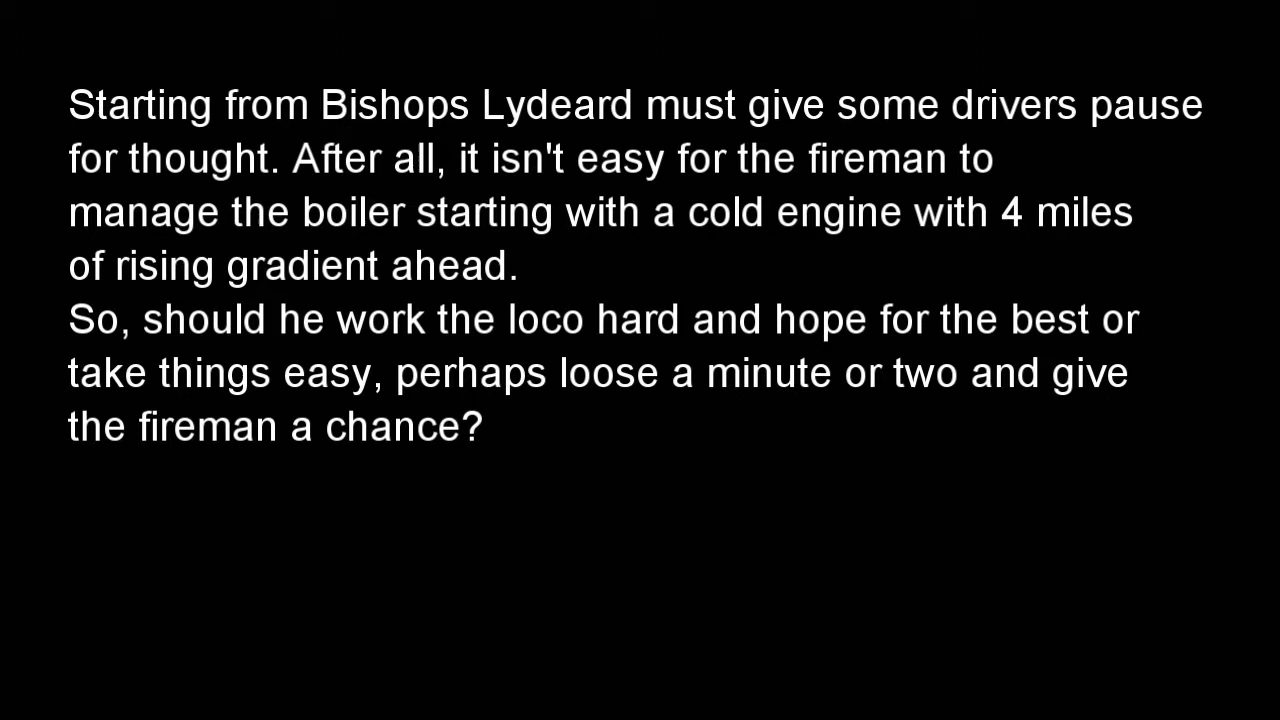 Starting from Bishops Lydeard must give some drivers pause
for thought. After all, it isn't easy for the fireman to
manage the boiler starting with a cold engine with 4 miles
of rising gradient ahead.
So, should he work the loco hard and hope for the best or
take things easy, perhaps loose a minute or two and give
the fireman a chance?